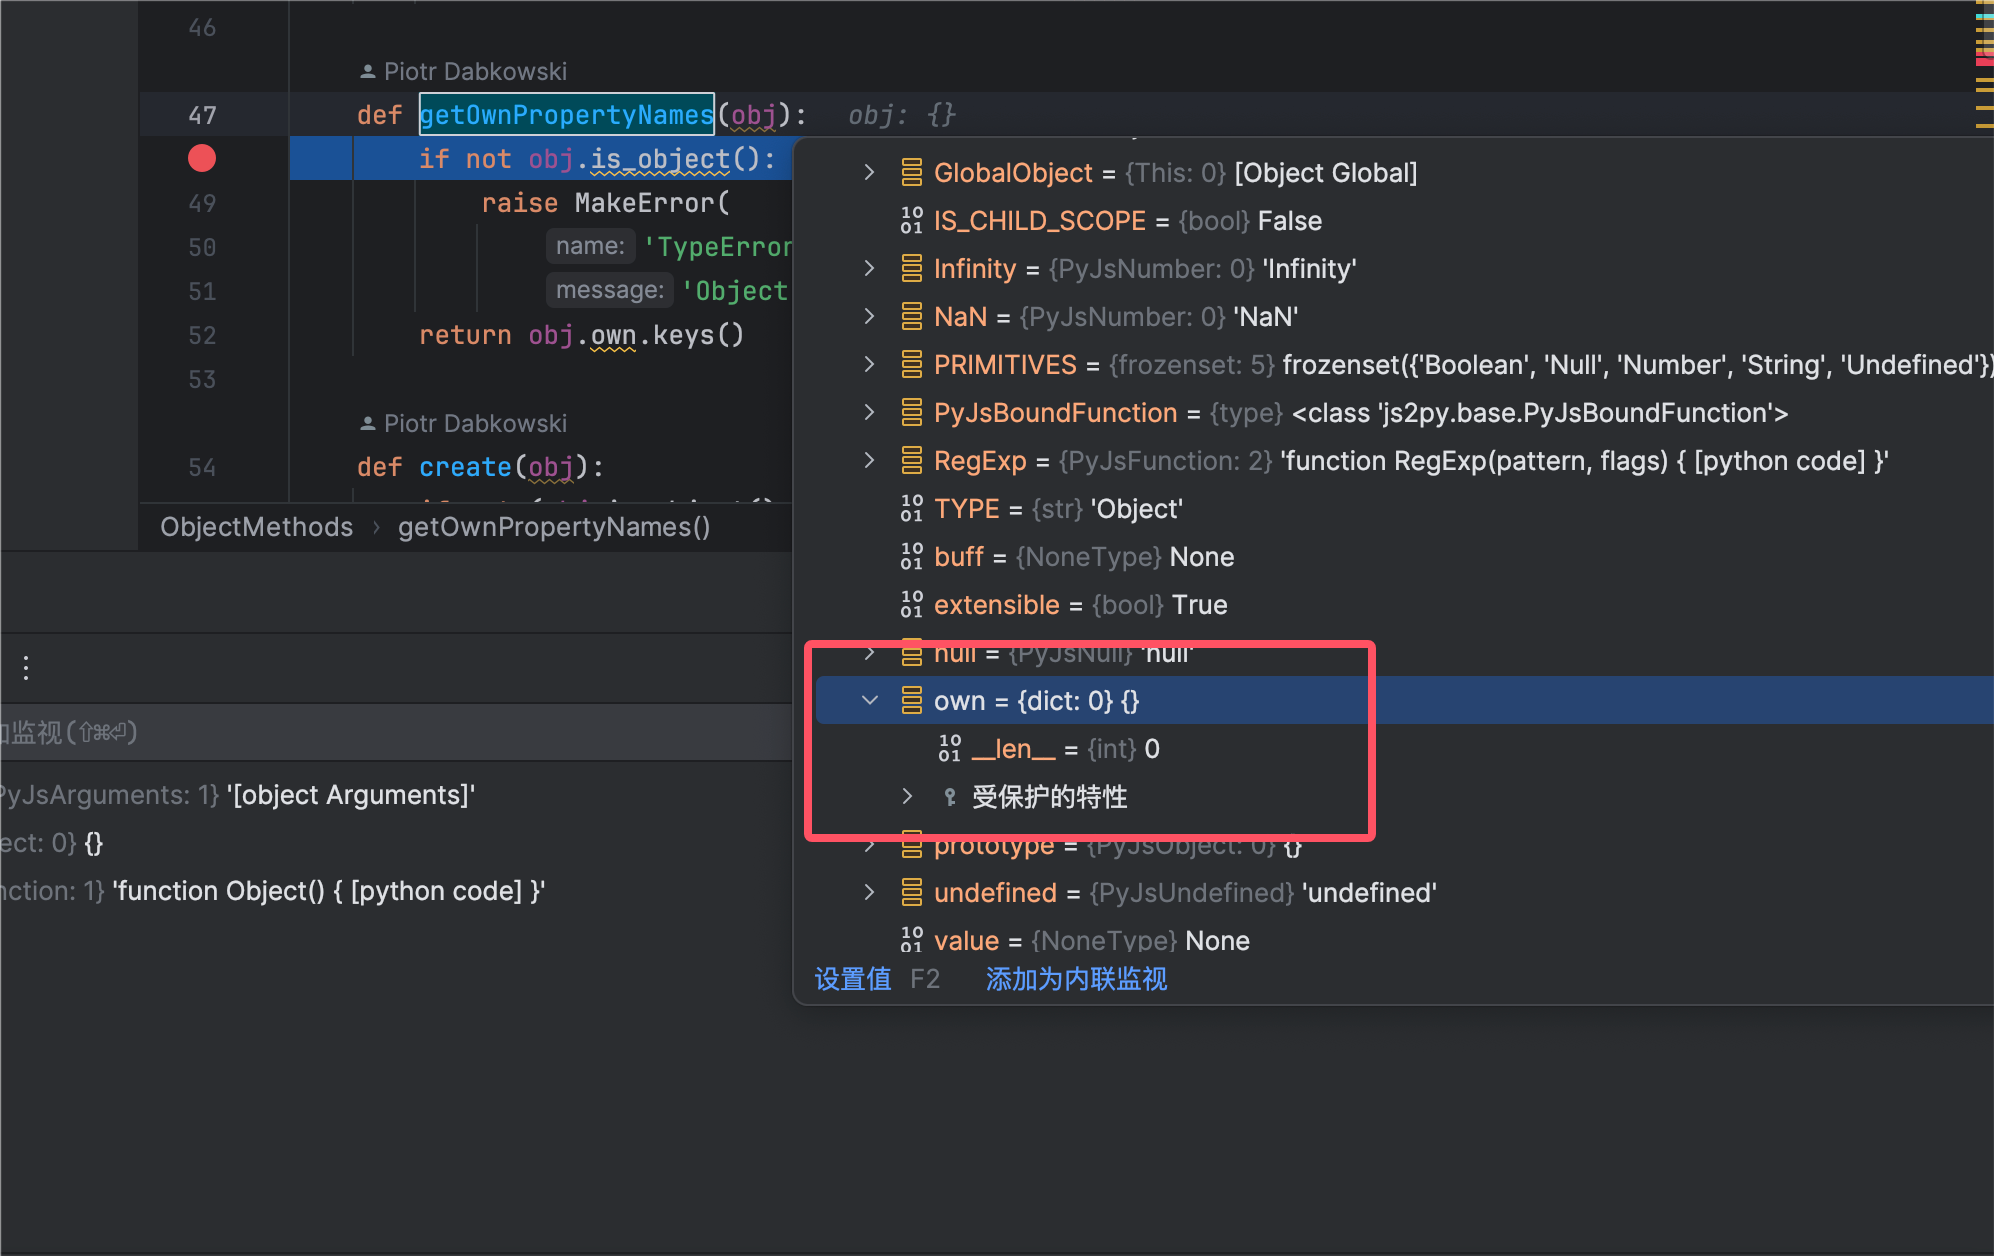 46
Piotr Dabkowski
47 def getOwnPropertyNames(obj): obj: {}
if not obj.is_object():
49 raise MakeError(
50 name: 'TypeError
51 message: 'Object
52 return obj.own.keys()
53
Piotr Dabkowski
54 def create(obj):
ObjectMethods › getOwnPropertyNames()
加监视(⇧⌘⏎)
PyJsArguments: 1} '[object Arguments]'
ect: 0} {}
nction: 1} 'function Object() { [python code] }'
GlobalObject = {This: 0} [Object Global]
IS_CHILD_SCOPE = {bool} False
Infinity = {PyJsNumber: 0} 'Infinity'
NaN = {PyJsNumber: 0} 'NaN'
PRIMITIVES = {frozenset: 5} frozenset({'Boolean', 'Null', 'Number', 'String', 'Undefined'})
PyJsBoundFunction = {type} <class 'js2py.base.PyJsBoundFunction'>
RegExp = {PyJsFunction: 2} 'function RegExp(pattern, flags) { [python code] }'
TYPE = {str} 'Object'
buff = {NoneType} None
extensible = {bool} True
null = {PyJsNull} 'null'
own = {dict: 0} {}
__len__ = {int} 0
受保护的特性
prototype = {PyJsObject: 0} {}
undefined = {PyJsUndefined} 'undefined'
value = {NoneType} None
设置值 F2 添加为内联监视